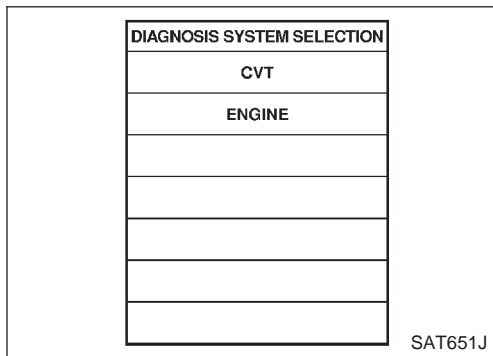 DIAGNOSIS SYSTEM SELECTION
CVT
ENGINE
SAT651J